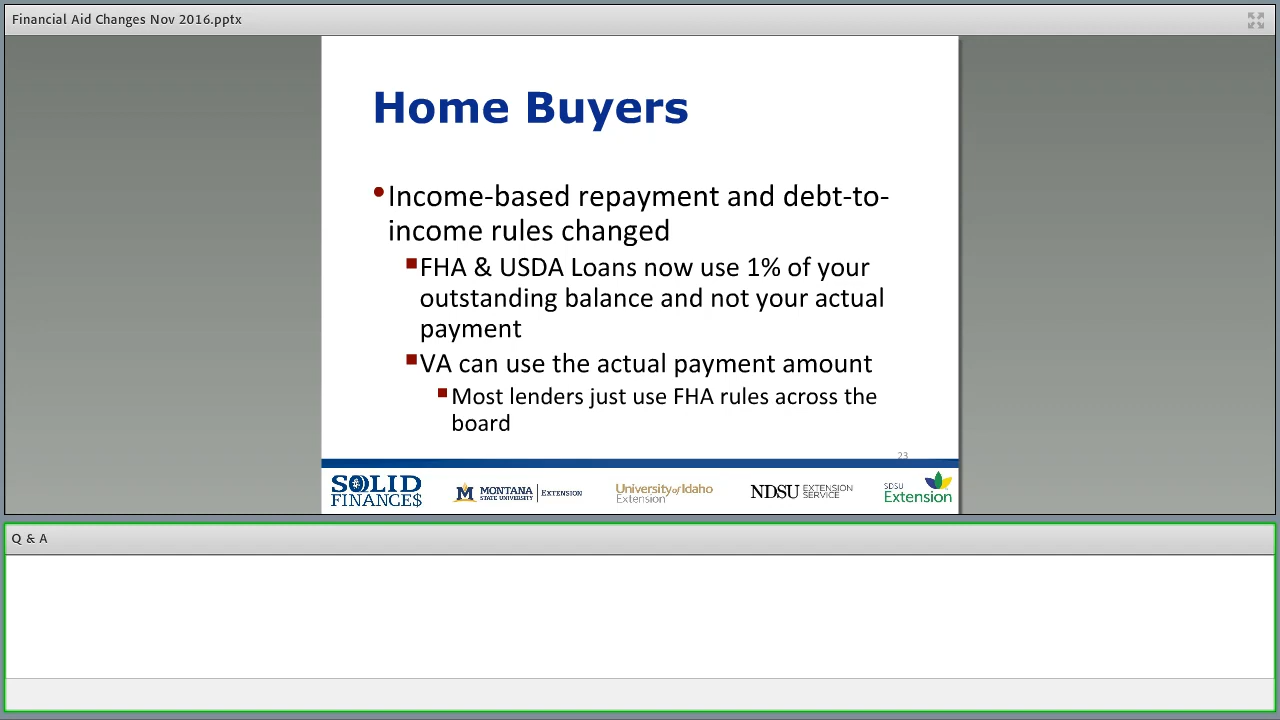 Financial Aid Changes Nov 2016.pptx
Home Buyers
•Income-based repayment and debt-to-
income rules changed
▪FHA & USDA Loans now use 1% of your
outstanding balance and not your actual
payment
▪VA can use the actual payment amount
▪Most lenders just use FHA rules across the
board
23
SOLID
FINANCE$
M MONTANA
STATE UNIVERSITY
EXTENSION
University of Idaho
Extension
NDSU EXTENSION
SERVICE
SDSU
Extension
Q & A